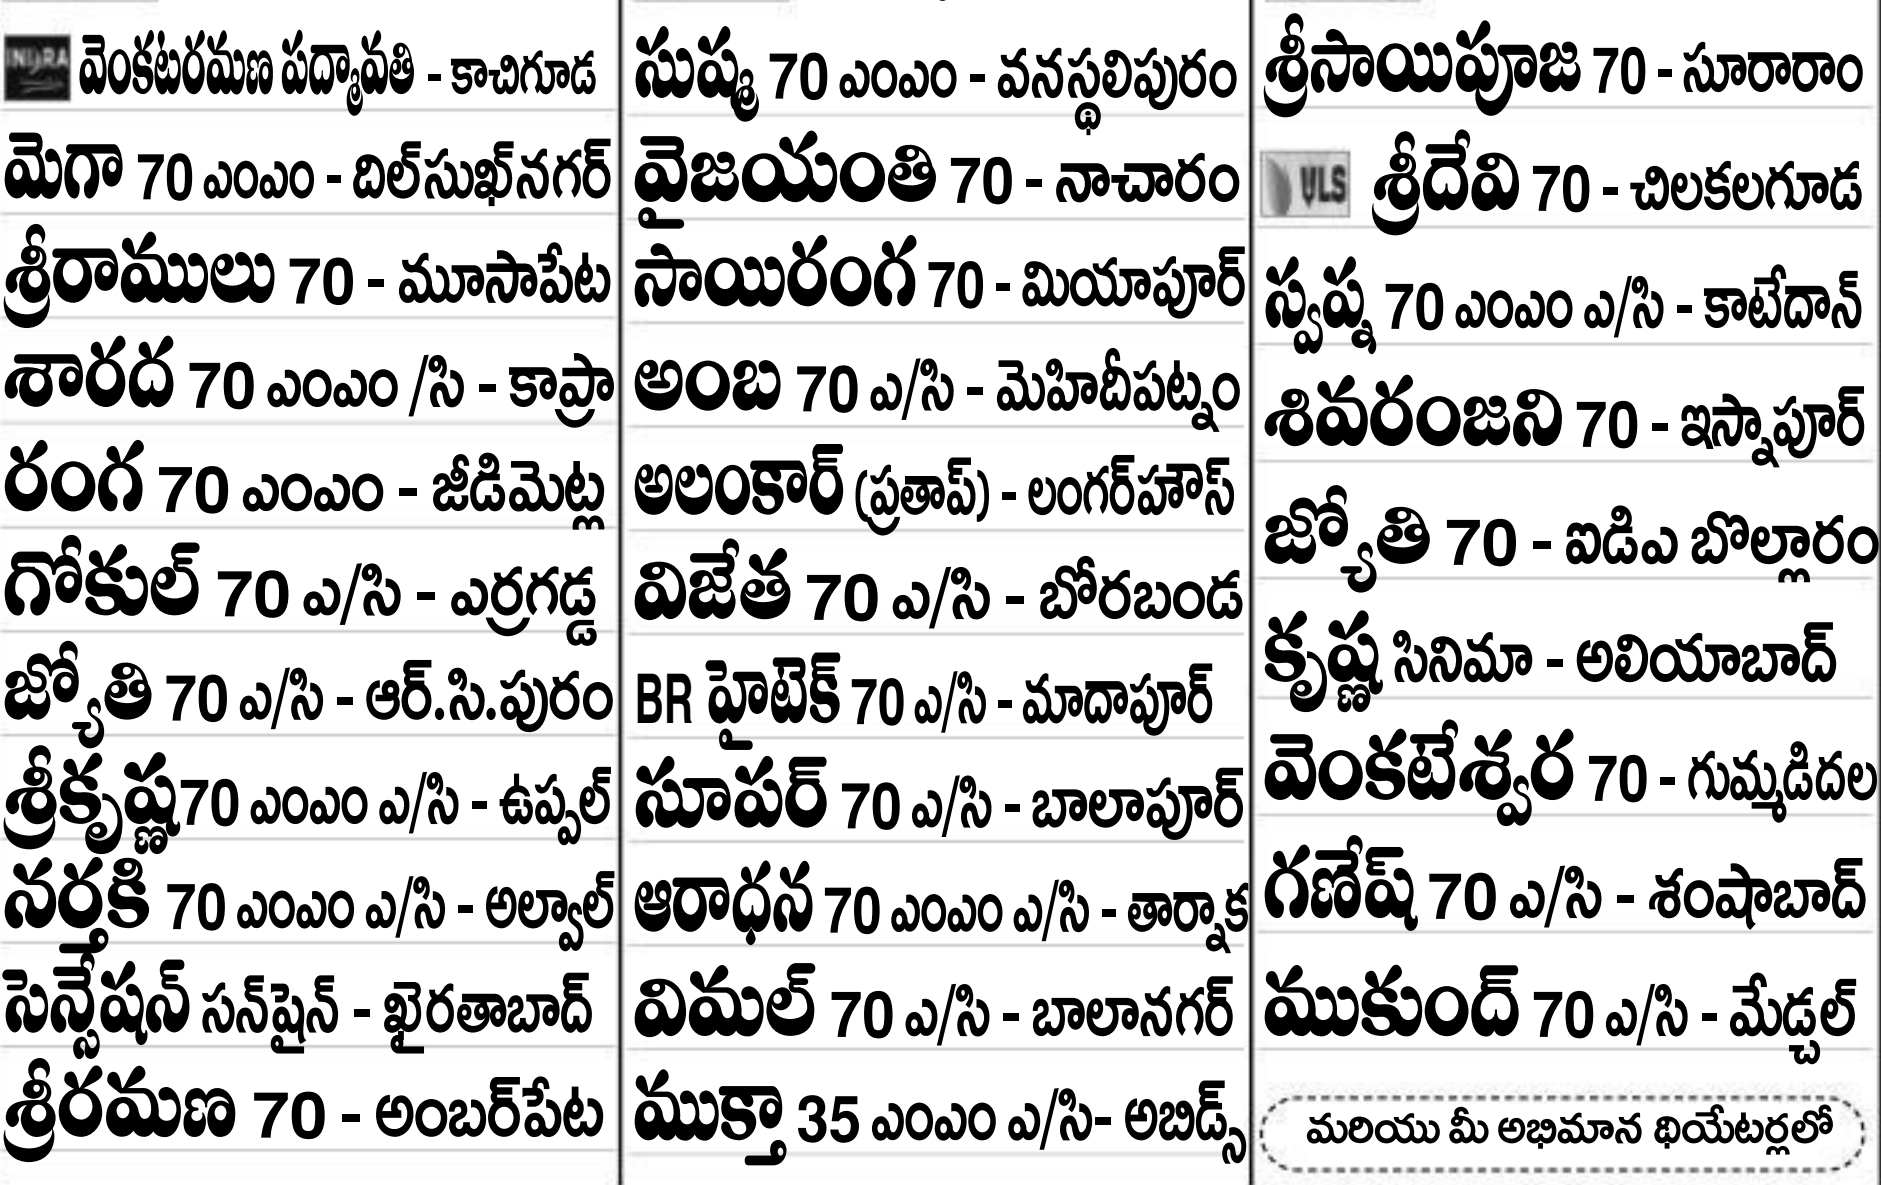 INDRA వెంకటరమణ పద్మావతి - కాచిగూడ
మెగా 70 ఎంఎం - దిల్‌సుఖ్‌నగర్
శ్రీరాములు 70 - మూసాపేట
శారద 70 ఎంఎం /సి - కాప్రా
రంగ 70 ఎంఎం - జీడిమెట్ల
గోకుల్ 70 ఎ/సి - ఎర్రగడ్డ
జ్యోతి 70 ఎ/సి - ఆర్.సి.పురం
శ్రీకృష్ణ 70 ఎంఎం ఎ/సి - ఉప్పల్
నర్తకి 70 ఎంఎం ఎ/సి - అల్వాల్
సెన్సేషన్ సన్‌షైన్ - ఖైరతాబాద్
శ్రీరమణ 70 - అంబర్‌పేట
సుష్మ 70 ఎంఎం - వనస్థలిపురం
వైజయంతి 70 - నాచారం
సాయిరంగ 70 - మియాపూర్
అంబ 70 ఎ/సి - మెహిదీపట్నం
అలంకార్ (ప్రతాప్) - లంగర్‌హౌస్
విజేత 70 ఎ/సి - బోరబండ
BR హైటెక్ 70 ఎ/సి - మాదాపూర్
సూపర్ 70 ఎ/సి - బాలాపూర్
ఆరాధన 70 ఎంఎం ఎ/సి - తార్నాక
విమల్ 70 ఎ/సి - బాలానగర్
ముక్తా 35 ఎంఎం ఎ/సి- అబిడ్స్
శ్రీసాయిపూజ 70 - సూరారాం
VLS శ్రీదేవి 70 - చిలకలగూడ
స్వప్న 70 ఎంఎం ఎ/సి - కాటేదాన్
శివరంజని 70 - ఇస్నాపూర్
జ్యోతి 70 - ఐడిఎ బొల్లారం
కృష్ణ సినిమా - అలియాబాద్
వెంకటేశ్వర 70 - గుమ్మడిదల
గణేష్ 70 ఎ/సి - శంషాబాద్
ముకుంద్ 70 ఎ/సి - మేడ్చల్
మరియు మీ అభిమాన థియేటర్లలో